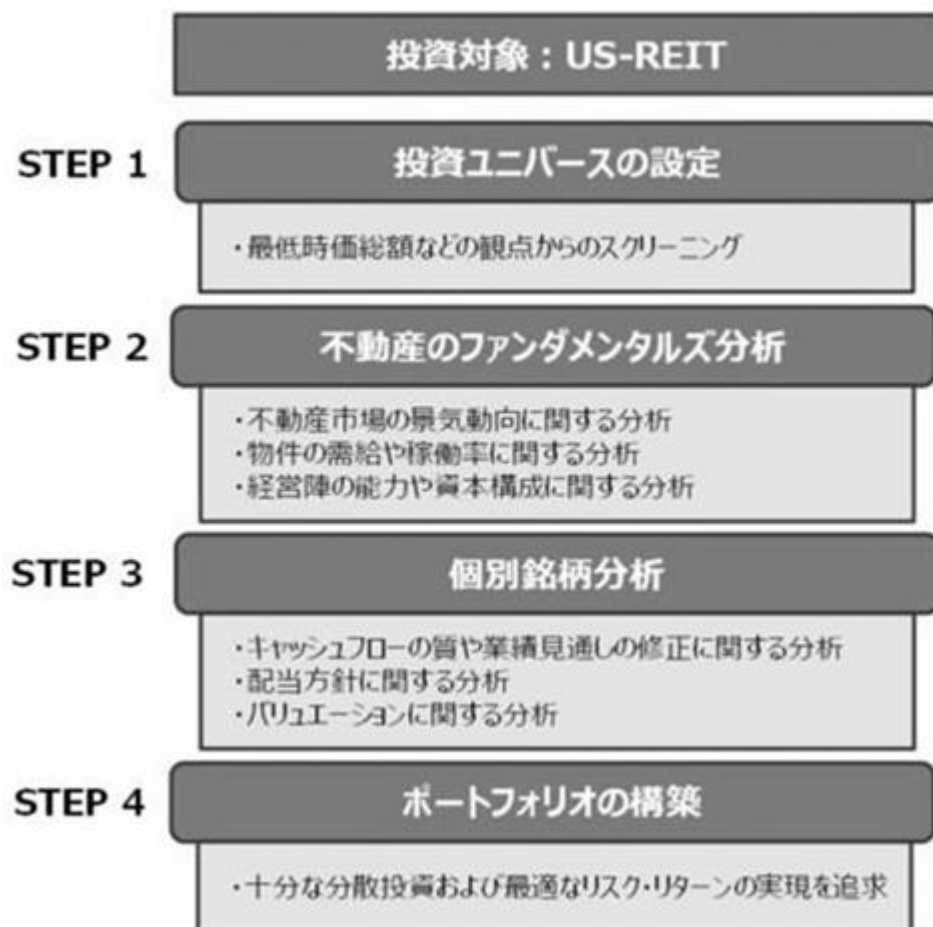 投資対象：US-REIT
STEP 1
投資ユニバースの設定
・最低時価総額などの観点からのスクリーニング
STEP 2
不動産のファンダメンタルズ分析
・不動産市場の景気動向に関する分析
・物件の需給や稼働率に関する分析
・経営陣の能力や資本構成に関する分析
STEP 3
個別銘柄分析
・キャッシュフローの質や業績見通しの修正に関する分析
・配当方針に関する分析
・バリュエーションに関する分析
STEP 4
ポートフォリオの構築
・十分な分散投資および最適なリスク・リターンの実現を追求